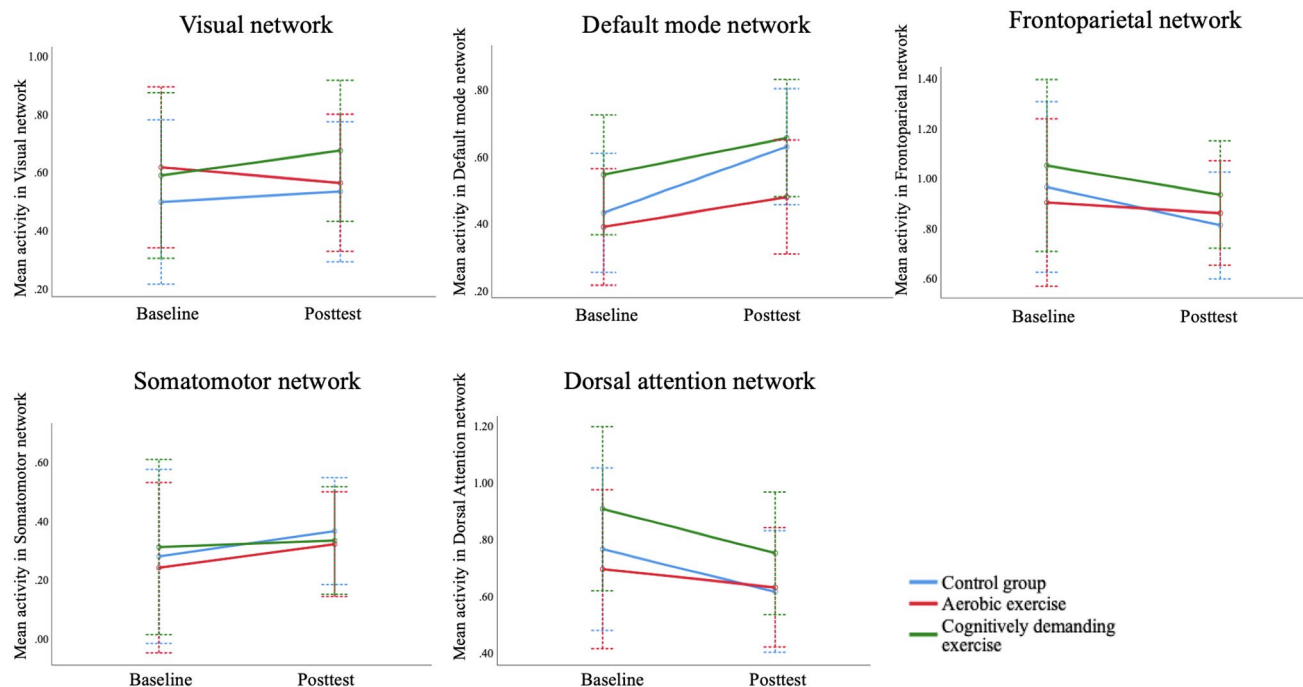 Visual network
Mean activity in Visual network
1.00
.80
.60
.40
.20
Baseline
Posttest
Default mode network
Mean activity in Default mode network
.80
.60
.40
.20
Baseline
Posttest
Frontoparietal network
Mean activity in Frontoparietal network
1.40
1.20
1.00
.80
.60
Baseline
Posttest
Somatomotor network
Mean activity in Somatomotor network
.60
.40
.20
.00
Baseline
Posttest
Dorsal attention network
Mean activity in Dorsal Attention network
1.20
1.00
.80
.60
.40
Baseline
Posttest
Control group
Aerobic exercise
Cognitively demanding
exercise